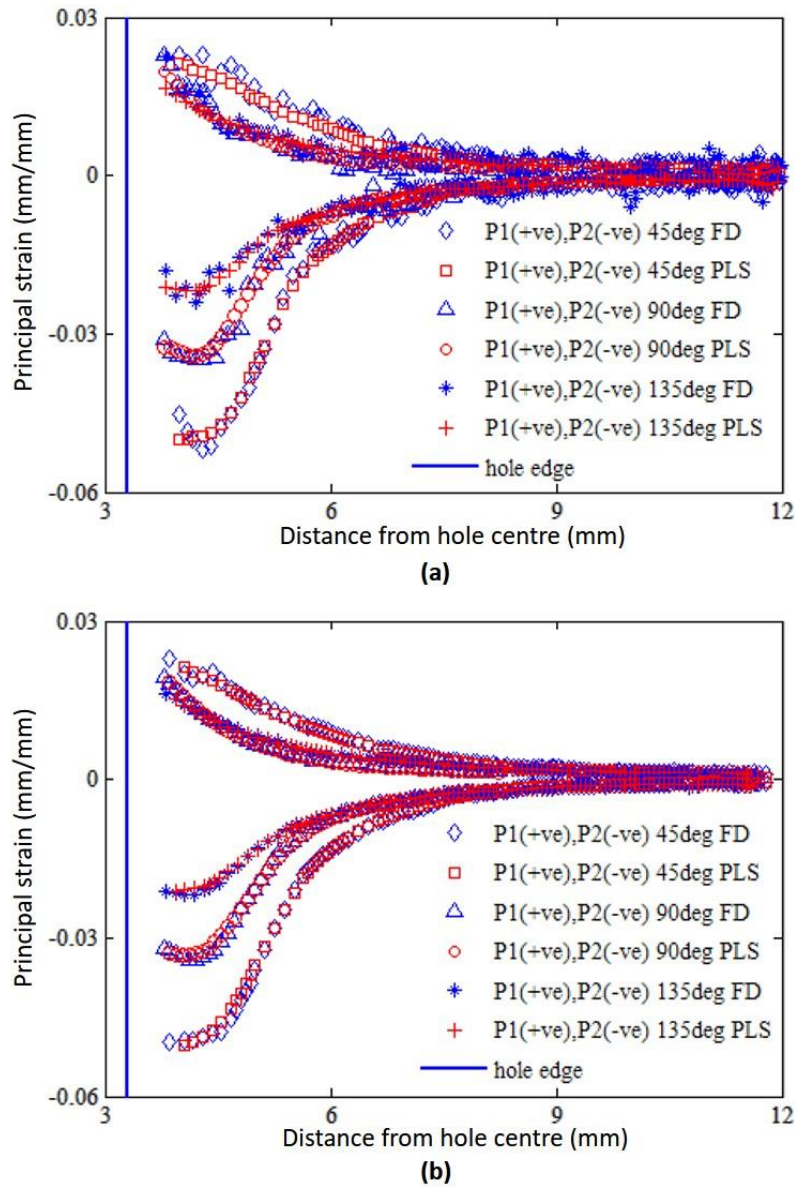 0.03
0
-0.03
-0.06
Principal strain (mm/mm)
P1(+ve),P2(-ve) 45deg FD
P1(+ve),P2(-ve) 45deg PLS
P1(+ve),P2(-ve) 90deg FD
P1(+ve),P2(-ve) 90deg PLS
P1(+ve),P2(-ve) 135deg FD
P1(+ve),P2(-ve) 135deg PLS
hole edge
3 6 9 12
Distance from hole centre (mm)
(a)
0.03
0
-0.03
-0.06
Principal strain (mm/mm)
P1(+ve),P2(-ve) 45deg FD
P1(+ve),P2(-ve) 45deg PLS
P1(+ve),P2(-ve) 90deg FD
P1(+ve),P2(-ve) 90deg PLS
P1(+ve),P2(-ve) 135deg FD
P1(+ve),P2(-ve) 135deg PLS
hole edge
3 6 9 12
Distance from hole centre (mm)
(b)